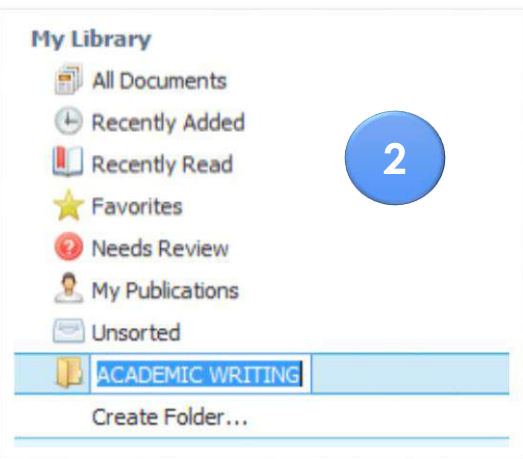 My Library
All Documents
Recently Added
2
Recently Read
Favorites
Needs Review
My Publications
Unsorted
ACADEMIC WRITING
Create Folder...